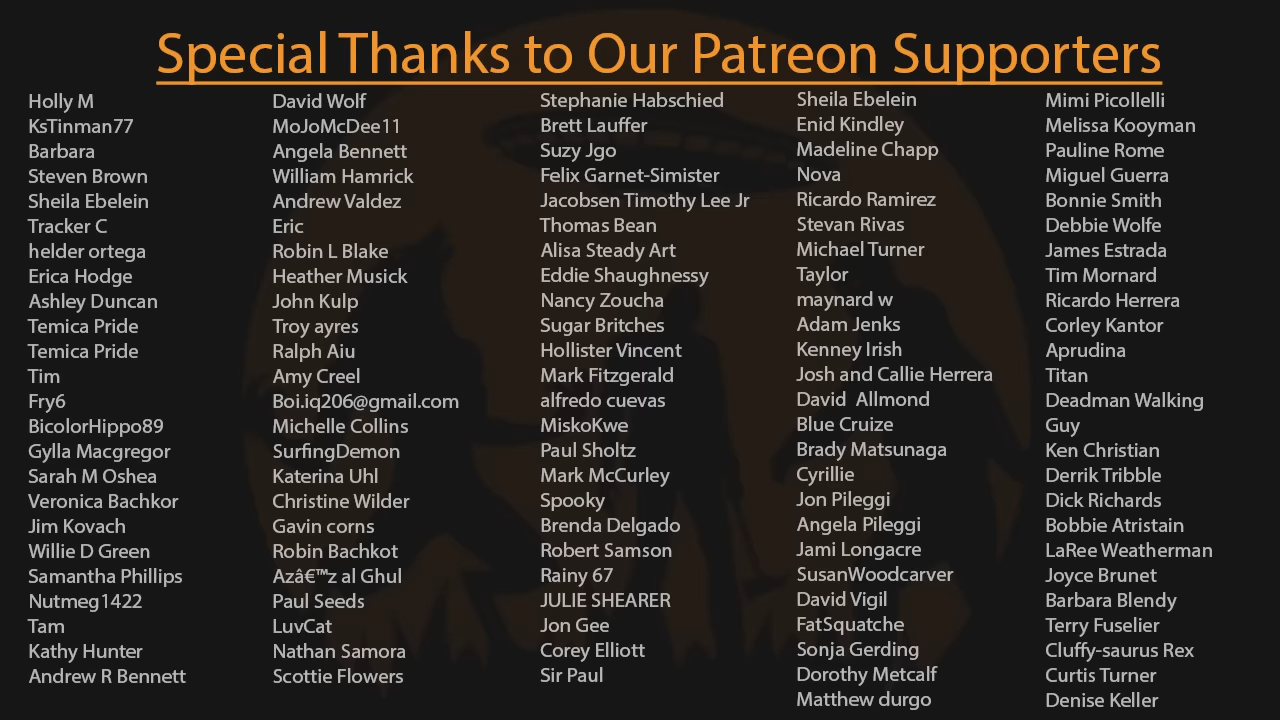 Special Thanks to Our Patreon Supporters
Holly M
KsTinman77
Barbara
Steven Brown
Sheila Ebelein
Tracker C
helder ortega
Erica Hodge
Ashley Duncan
Temica Pride
Temica Pride
Tim
Fry6
BicolorHippo89
Gylla Macgregor
Sarah M Oshea
Veronica Bachkor
Jim Kovach
Willie D Green
Samantha Phillips
Nutmeg1422
Tam
Kathy Hunter
Andrew R Bennett
David Wolf
MoJoMcDee11
Angela Bennett
William Hamrick
Andrew Valdez
Eric
Robin L Blake
Heather Musick
John Kulp
Troy ayres
Ralph Aiu
Amy Creel
Boi.iq206@gmail.com
Michelle Collins
SurfingDemon
Katerina Uhl
Christine Wilder
Gavin corns
Robin Bachkot
Azâ€™z al Ghul
Paul Seeds
LuvCat
Nathan Samora
Scottie Flowers
Stephanie Habschied
Brett Lauffer
Suzy Jgo
Felix Garnet-Simister
Jacobsen Timothy Lee Jr
Thomas Bean
Alisa Steady Art
Eddie Shaughnessy
Nancy Zoucha
Sugar Britches
Hollister Vincent
Mark Fitzgerald
alfredo cuevas
MiskoKwe
Paul Sholtz
Mark McCurley
Spooky
Brenda Delgado
Robert Samson
Rainy 67
JULIE SHEARER
Jon Gee
Corey Elliott
Sir Paul
Sheila Ebelein
Enid Kindley
Madeline Chapp
Nova
Ricardo Ramirez
Stevan Rivas
Michael Turner
Taylor
maynard w
Adam Jenks
Kenney Irish
Josh and Callie Herrera
David  Allmond
Blue Cruize
Brady Matsunaga
Cyrillie
Jon Pileggi
Angela Pileggi
Jami Longacre
SusanWoodcarver
David Vigil
FatSquatche
Sonja Gerding
Dorothy Metcalf
Matthew durgo
Mimi Picollelli
Melissa Kooyman
Pauline Rome
Miguel Guerra
Bonnie Smith
Debbie Wolfe
James Estrada
Tim Mornard
Ricardo Herrera
Corley Kantor
Aprudina
Titan
Deadman Walking
Guy
Ken Christian
Derrik Tribble
Dick Richards
Bobbie Atristain
LaRee Weatherman
Joyce Brunet
Barbara Blendy
Terry Fuselier
Cluffy-saurus Rex
Curtis Turner
Denise Keller